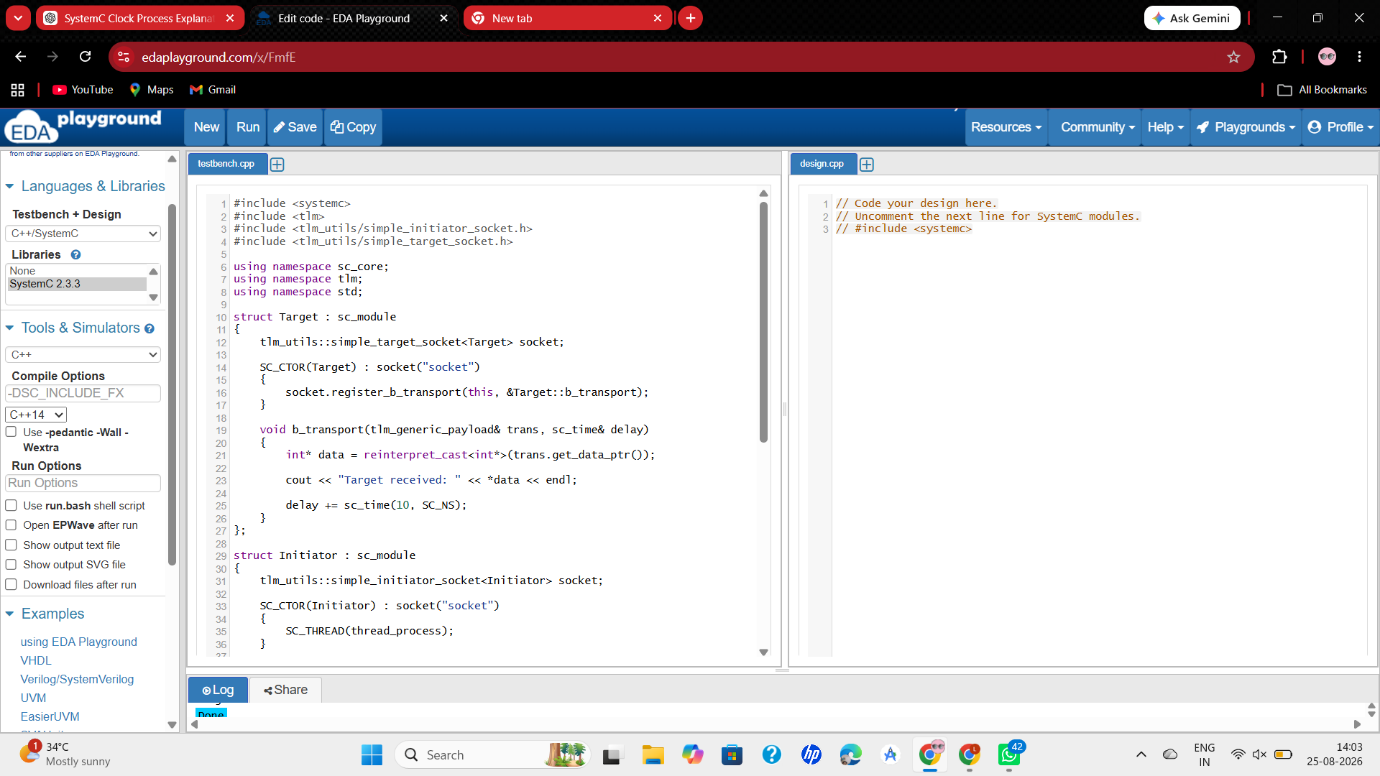 SystemC Clock Process Explana
Edit code - EDA Playground
New tab
Ask Gemini
edaplayground.com/x/FmfE
YouTube
Maps
Gmail
All Bookmarks
EDA playground
New
Run
Save
Copy
Resources
Community
Help
Playgrounds
Profile
from other suppliers on EDA Playground.
Languages & Libraries
Testbench + Design
C++/SystemC
Libraries
None
SystemC 2.3.3
Tools & Simulators
C++
Compile Options
-DSC_INCLUDE_FX
C++14
Use -pedantic -Wall -
Wextra
Run Options
Run Options
Use run.bash shell script
Open EPWave after run
Show output text file
Show output SVG file
Download files after run
Examples
using EDA Playground
VHDL
Verilog/SystemVerilog
UVM
EasierUVM
testbench.cpp
1 #include <systemc>
2 #include <tlm>
3 #include <tlm_utils/simple_initiator_socket.h>
4 #include <tlm_utils/simple_target_socket.h>
5
6 using namespace sc_core;
7 using namespace tlm;
8 using namespace std;
9
10 struct Target : sc_module
11 {
12 tlm_utils::simple_target_socket<Target> socket;
13
14 SC_CTOR(Target) : socket("socket")
15 {
16 socket.register_b_transport(this, &Target::b_transport);
17 }
18
19 void b_transport(tlm_generic_payload& trans, sc_time& delay)
20 {
21 int* data = reinterpret_cast<int*>(trans.get_data_ptr());
22
23 cout << "Target received: " << *data << endl;
24
25 delay += sc_time(10, SC_NS);
26 }
27 };
28
29 struct Initiator : sc_module
30 {
31 tlm_utils::simple_initiator_socket<Initiator> socket;
32
33 SC_CTOR(Initiator) : socket("socket")
34 {
35 SC_THREAD(thread_process);
36 }
37
design.cpp
1 // Code your design here.
2 // Uncomment the next line for SystemC modules.
3 // #include <systemc>
Log
Share
Done
1
34°C
Mostly sunny
Search
hp
42
ENG
IN
14:03
25-08-2026